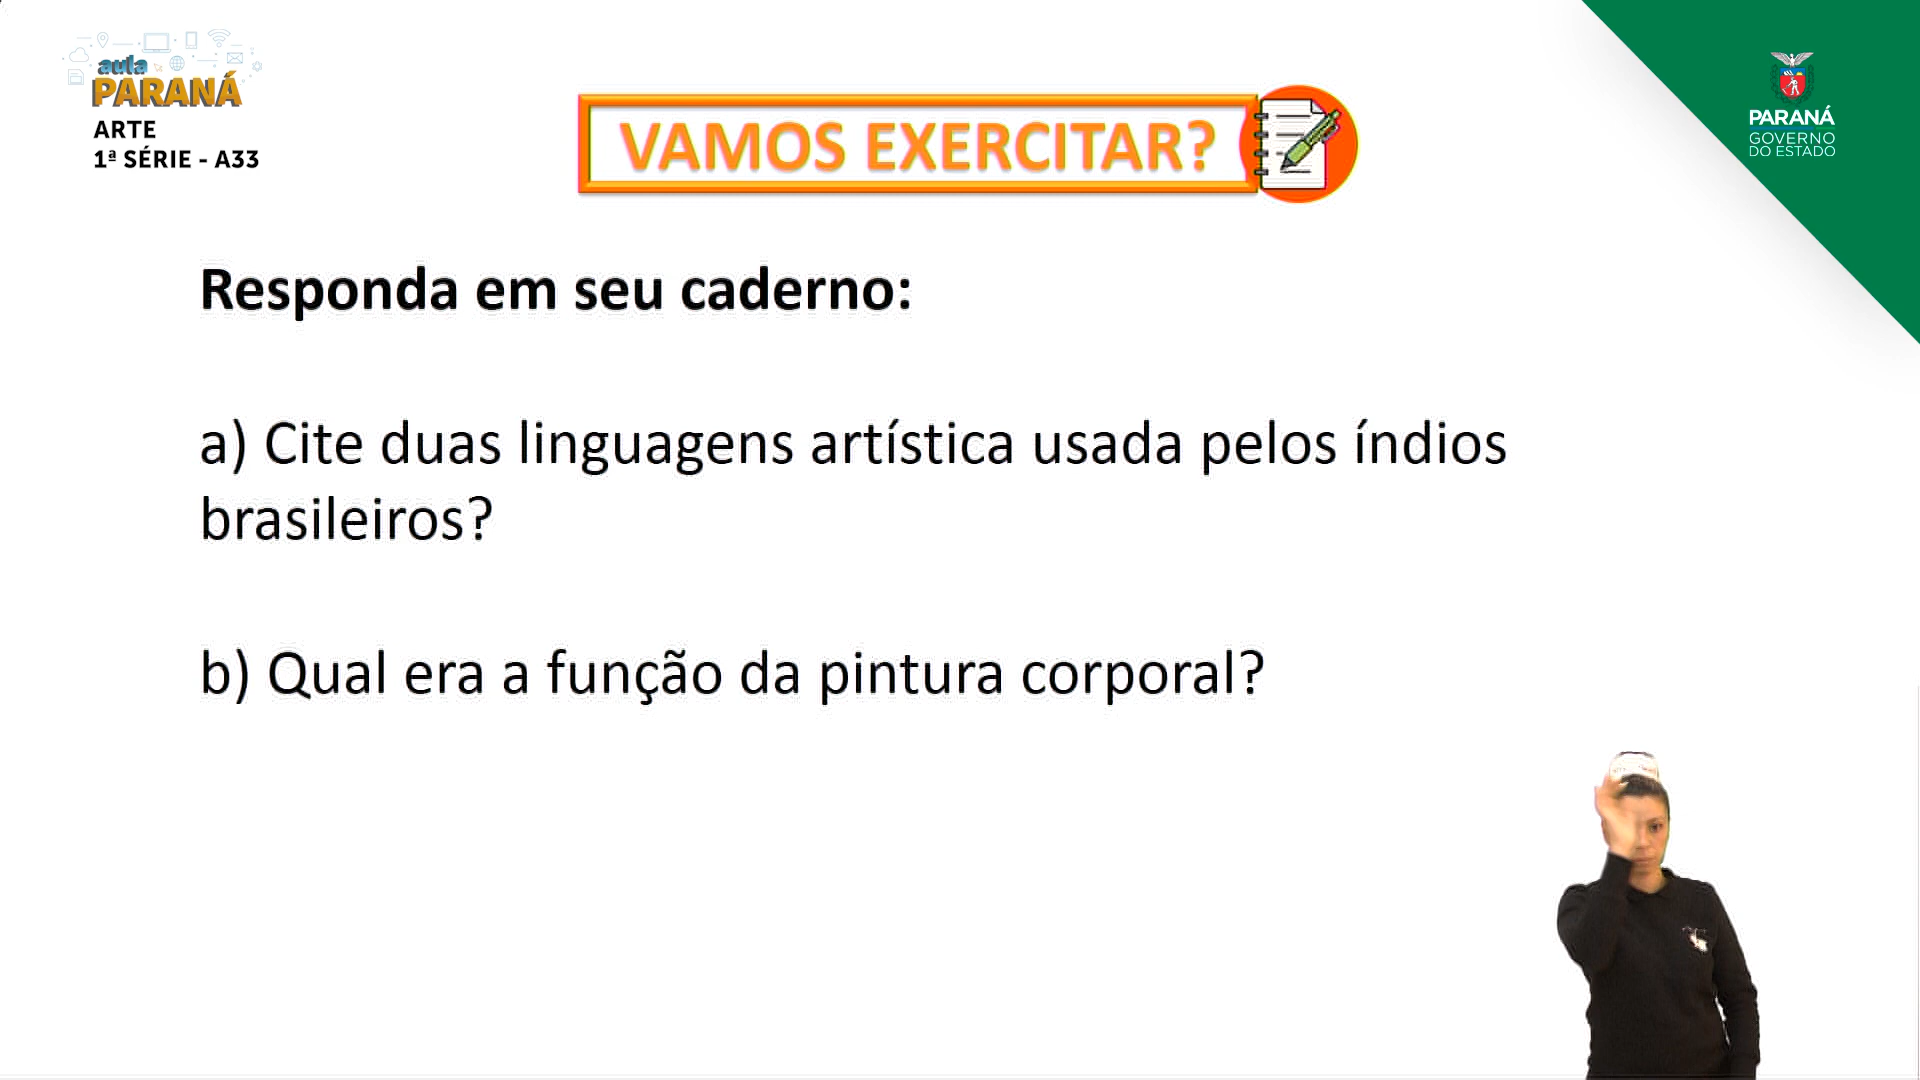 aula
PARANÁ
ARTE
1ª SÉRIE - A33
VAMOS EXERCITAR?
PARANÁ
GOVERNO
DO ESTADO
Responda em seu caderno:
a) Cite duas linguagens artística usada pelos índios
brasileiros?
b) Qual era a função da pintura corporal?